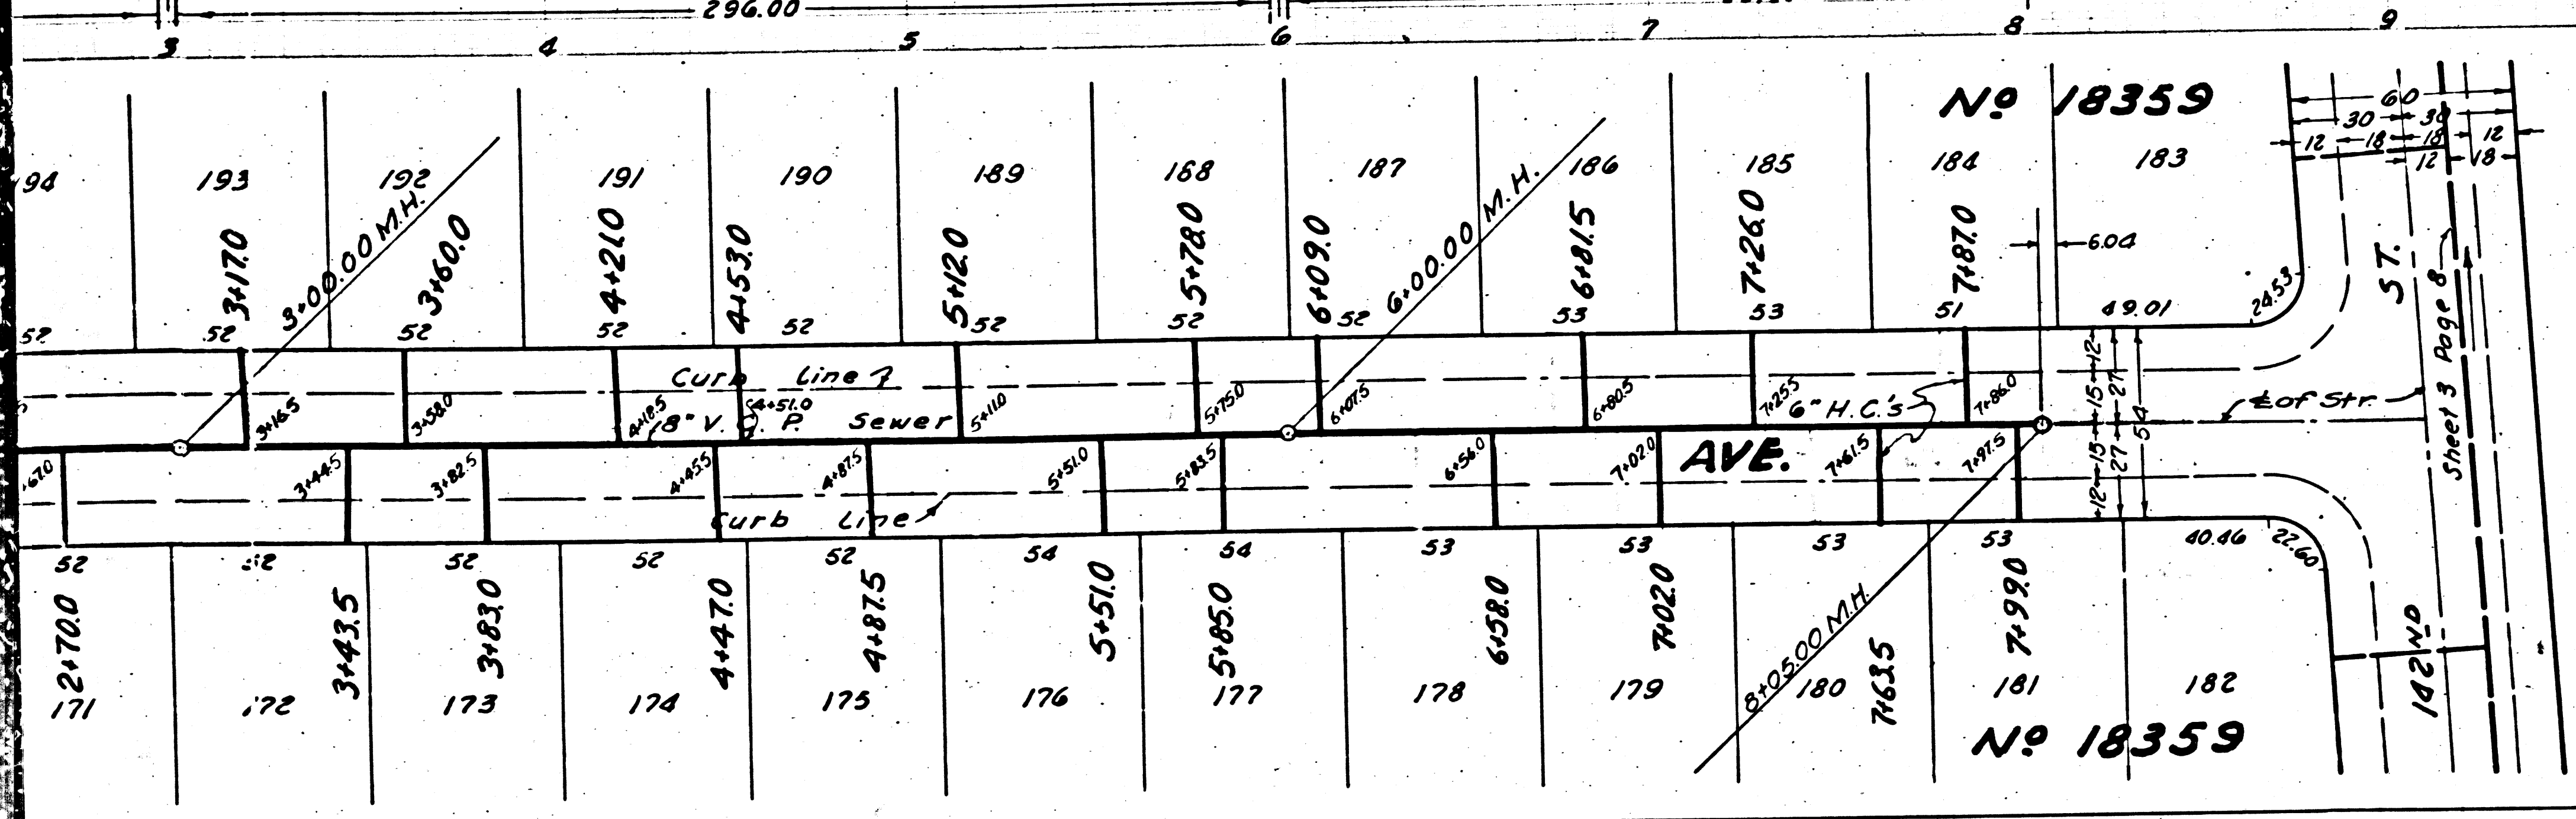 296.00
3 4 5 6 7 8 9
No 18359
60
30 30
12 18 18 12
12 18
94 193 192 191 190 189 188 187 186 185 184 183
3+17.0 3+00.00 M.H. 3+60.0 4+21.0 4+53.0 5+12.0 5+78.0 6+09.0 6+00.00 M.H. 6+81.5 7+26.0 7+87.0
6.04
ST.
52 52 52 52 52 52 52 52 53 53 51 49.01 24.53
Curb Line
12 15 27 54
3+16.5 3+58.0 4+18.5 4+51.0 5+11.0 5+75.0 6+07.5 6+80.5 7+25.5 7+86.0
8" V. P. Sewer
6" H.C.'s
℄ of Str.
Sheet 3 Page 8
AVE.
67.0 3+44.5 3+82.5 4+45.5 4+87.5 5+51.0 5+83.5 6+56.0 7+02.0 7+61.5 7+97.5
12 15 27
Curb Line
52 52 52 52 52 54 54 53 53 53 53 40.46 22.60
2+70.0 3+43.5 3+83.0 4+47.0 4+87.5 5+51.0 5+85.0 6+58.0 7+02.0 8+05.00 M.H. 7+63.5 7+99.0
142ND
171 172 173 174 175 176 177 178 179 180 181 182
No 18359